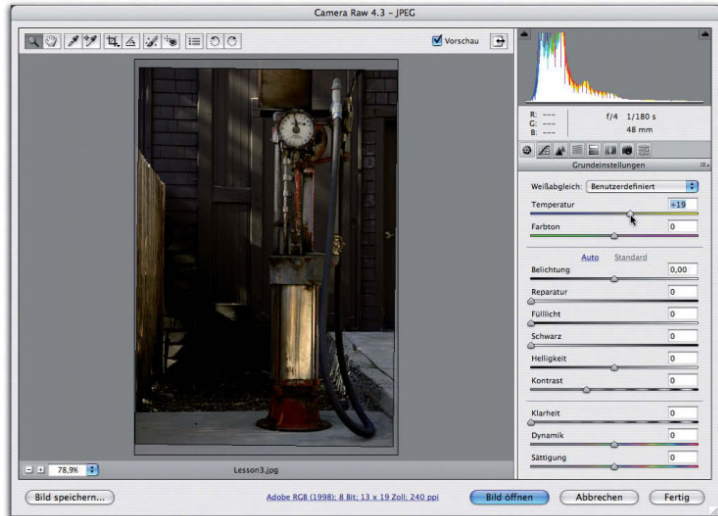 Camera Raw 4.3 – JPEG
Vorschau
R: ---
G: ---
B: ---
f/4 1/180 s
48 mm
Grundeinstellungen
Weißabgleich: Benutzerdefiniert
Temperatur +19
Farbton 0
Auto Standard
Belichtung 0,00
Reparatur 0
Fülllicht 0
Schwarz 0
Helligkeit 0
Kontrast 0
Klarheit 0
Dynamik 0
Sättigung 0
78,9% Lesson3.jpg
Bild speichern... Adobe RGB (1998); 8 Bit; 13 x 19 Zoll; 240 ppi Bild öffnen Abbrechen Fertig